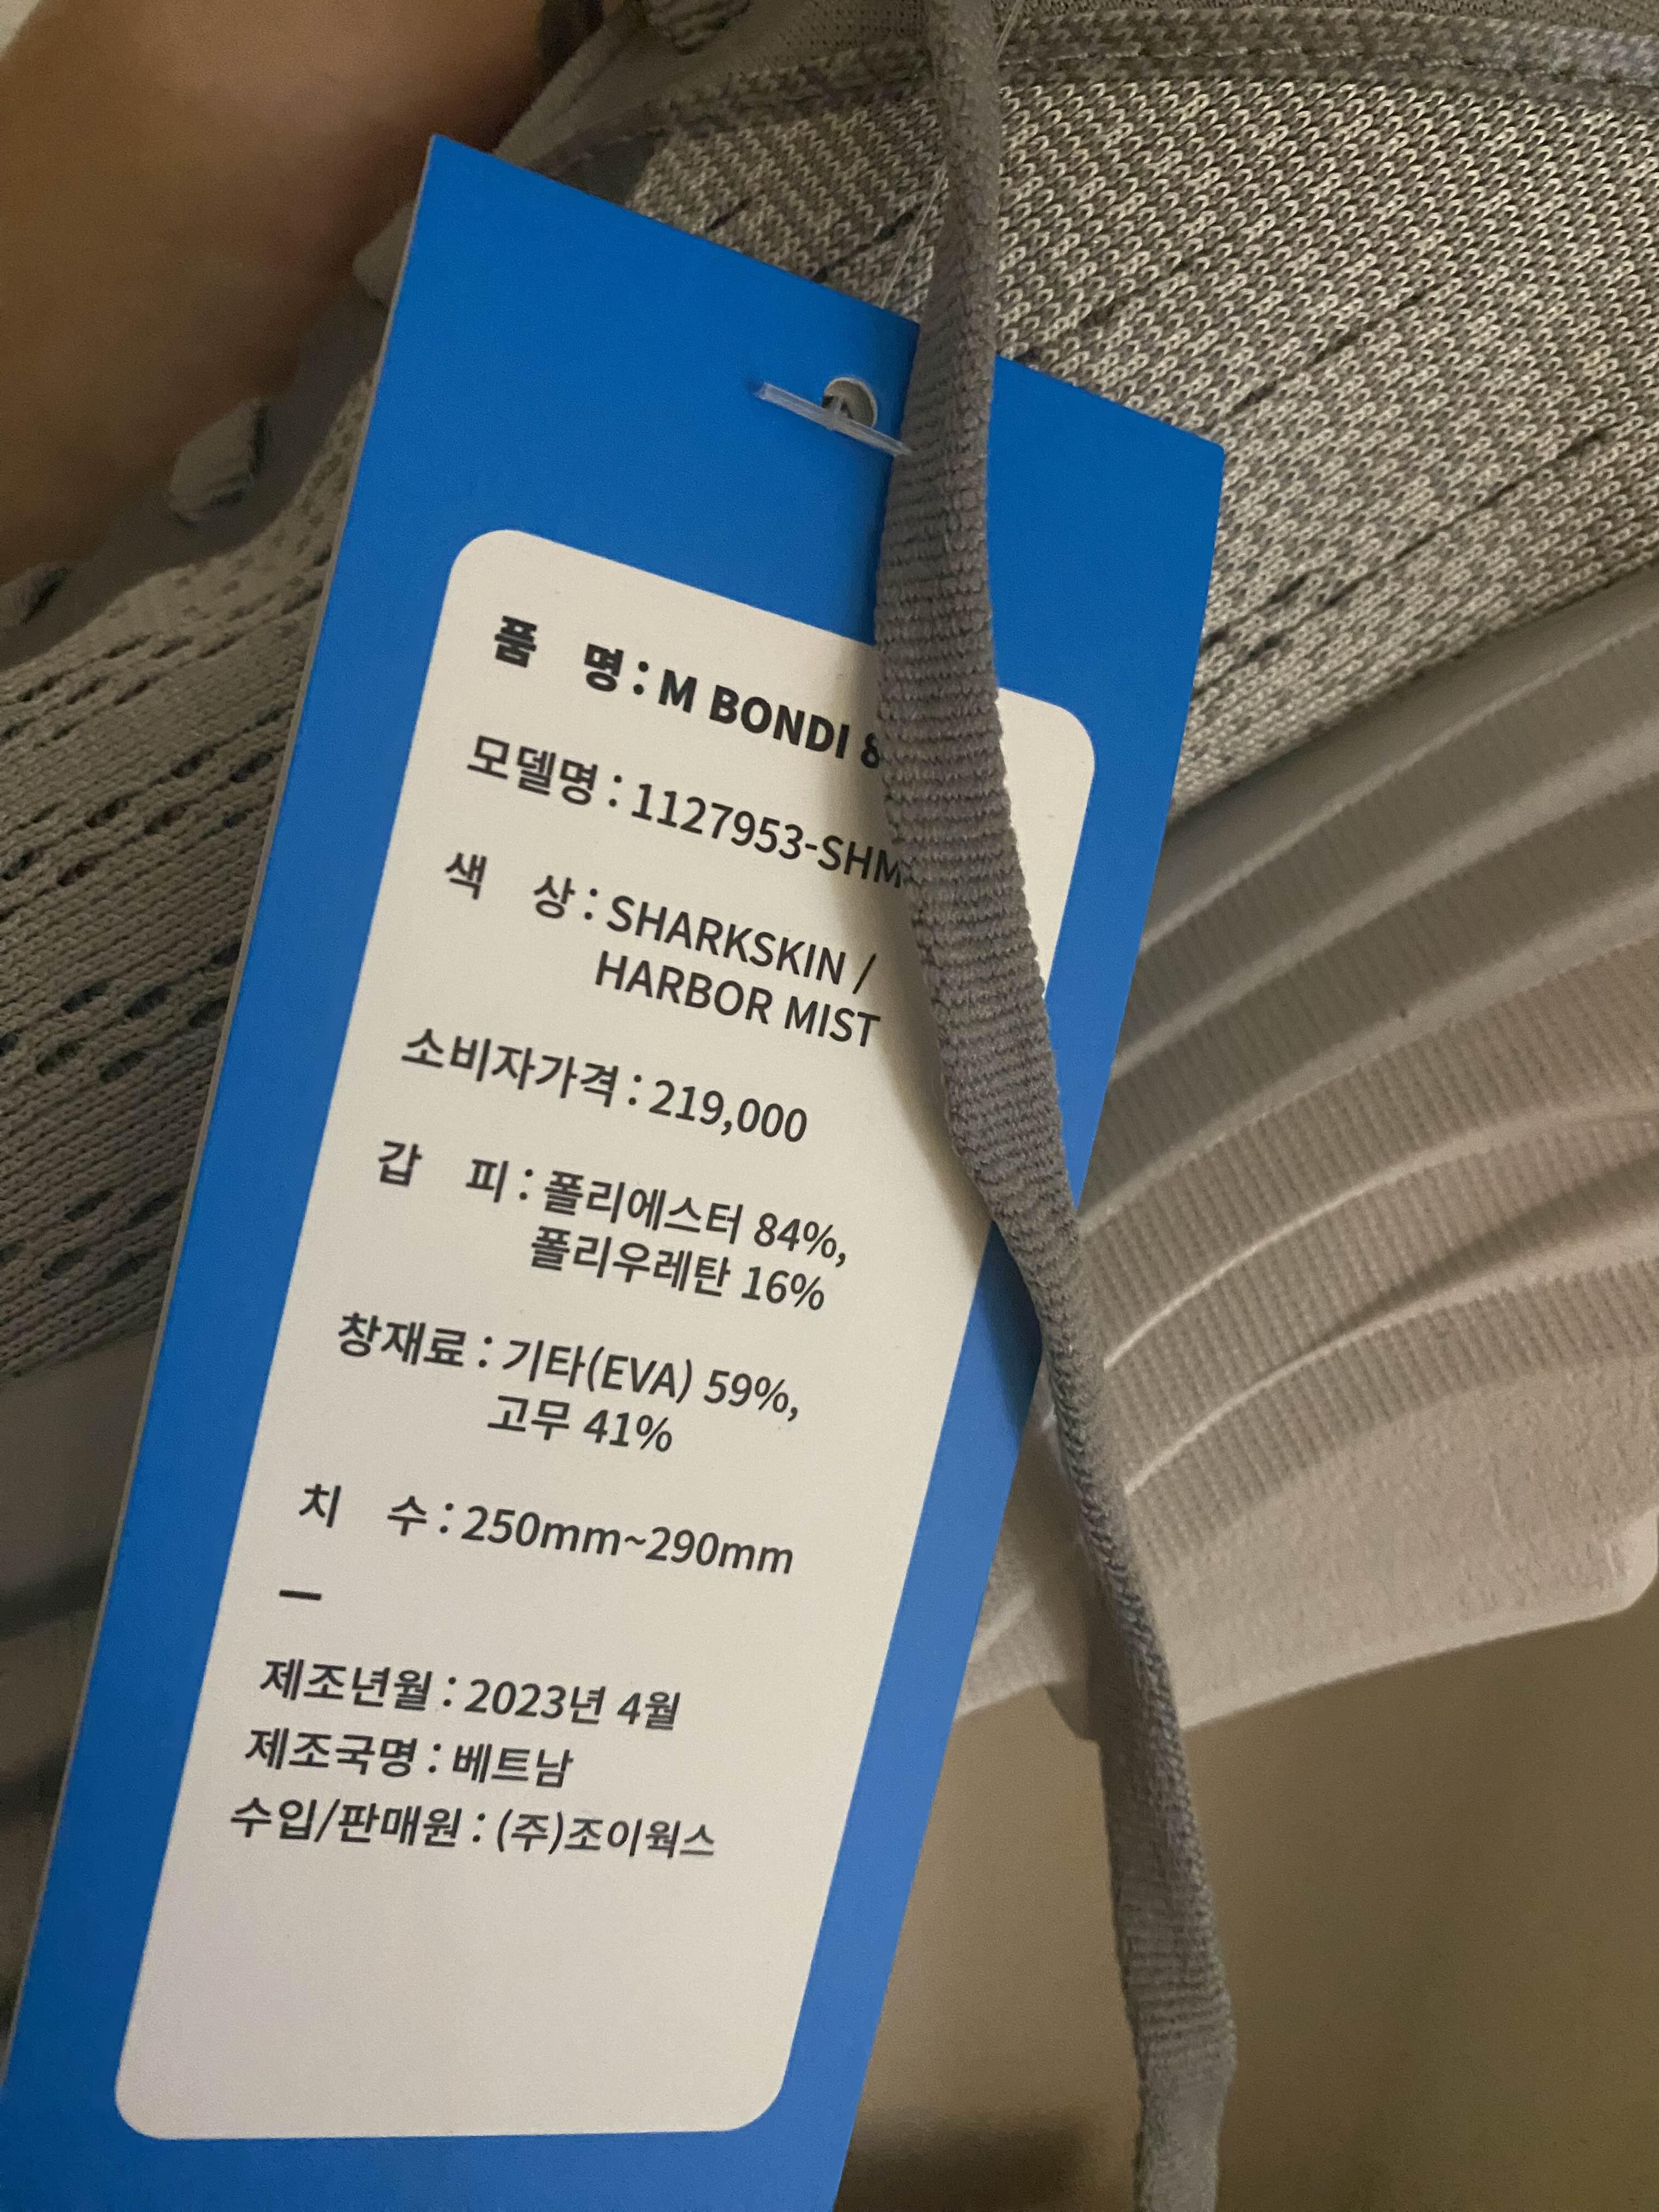 품 명 : M BONDI 8
모델명 : 1127953-SHM
색 상 : SHARKSKIN /
HARBOR MIST
소비자가격 : 219,000
갑 피 : 폴리에스터 84%,
폴리우레탄 16%
창재료 : 기타(EVA) 59%,
고무 41%
치 수 : 250mm~290mm
—
제조년월 : 2023년 4월
제조국명 : 베트남
수입/판매원 : (주)조이웍스